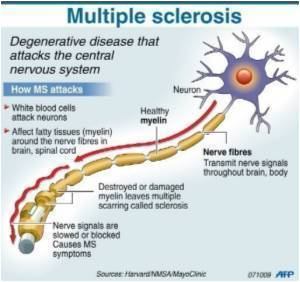 Multiple sclerosis
Degenerative disease that
attacks the central
nervous system
How MS attacks
White blood cells
attack neurons
Affect fatty tissues (myelin)
around the nerve fibres in
brain, spinal cord
Neuron
Healthy
myelin
Nerve fibres
Transmit nerve signals
throughout brain, body
Destroyed or damaged
myelin leaves multiple
scarring called sclerosis
Nerve signals are
slowed or blocked
Causes MS
symptoms
Sources: Harvard/NMSA/MayoClinic
071009 AFP